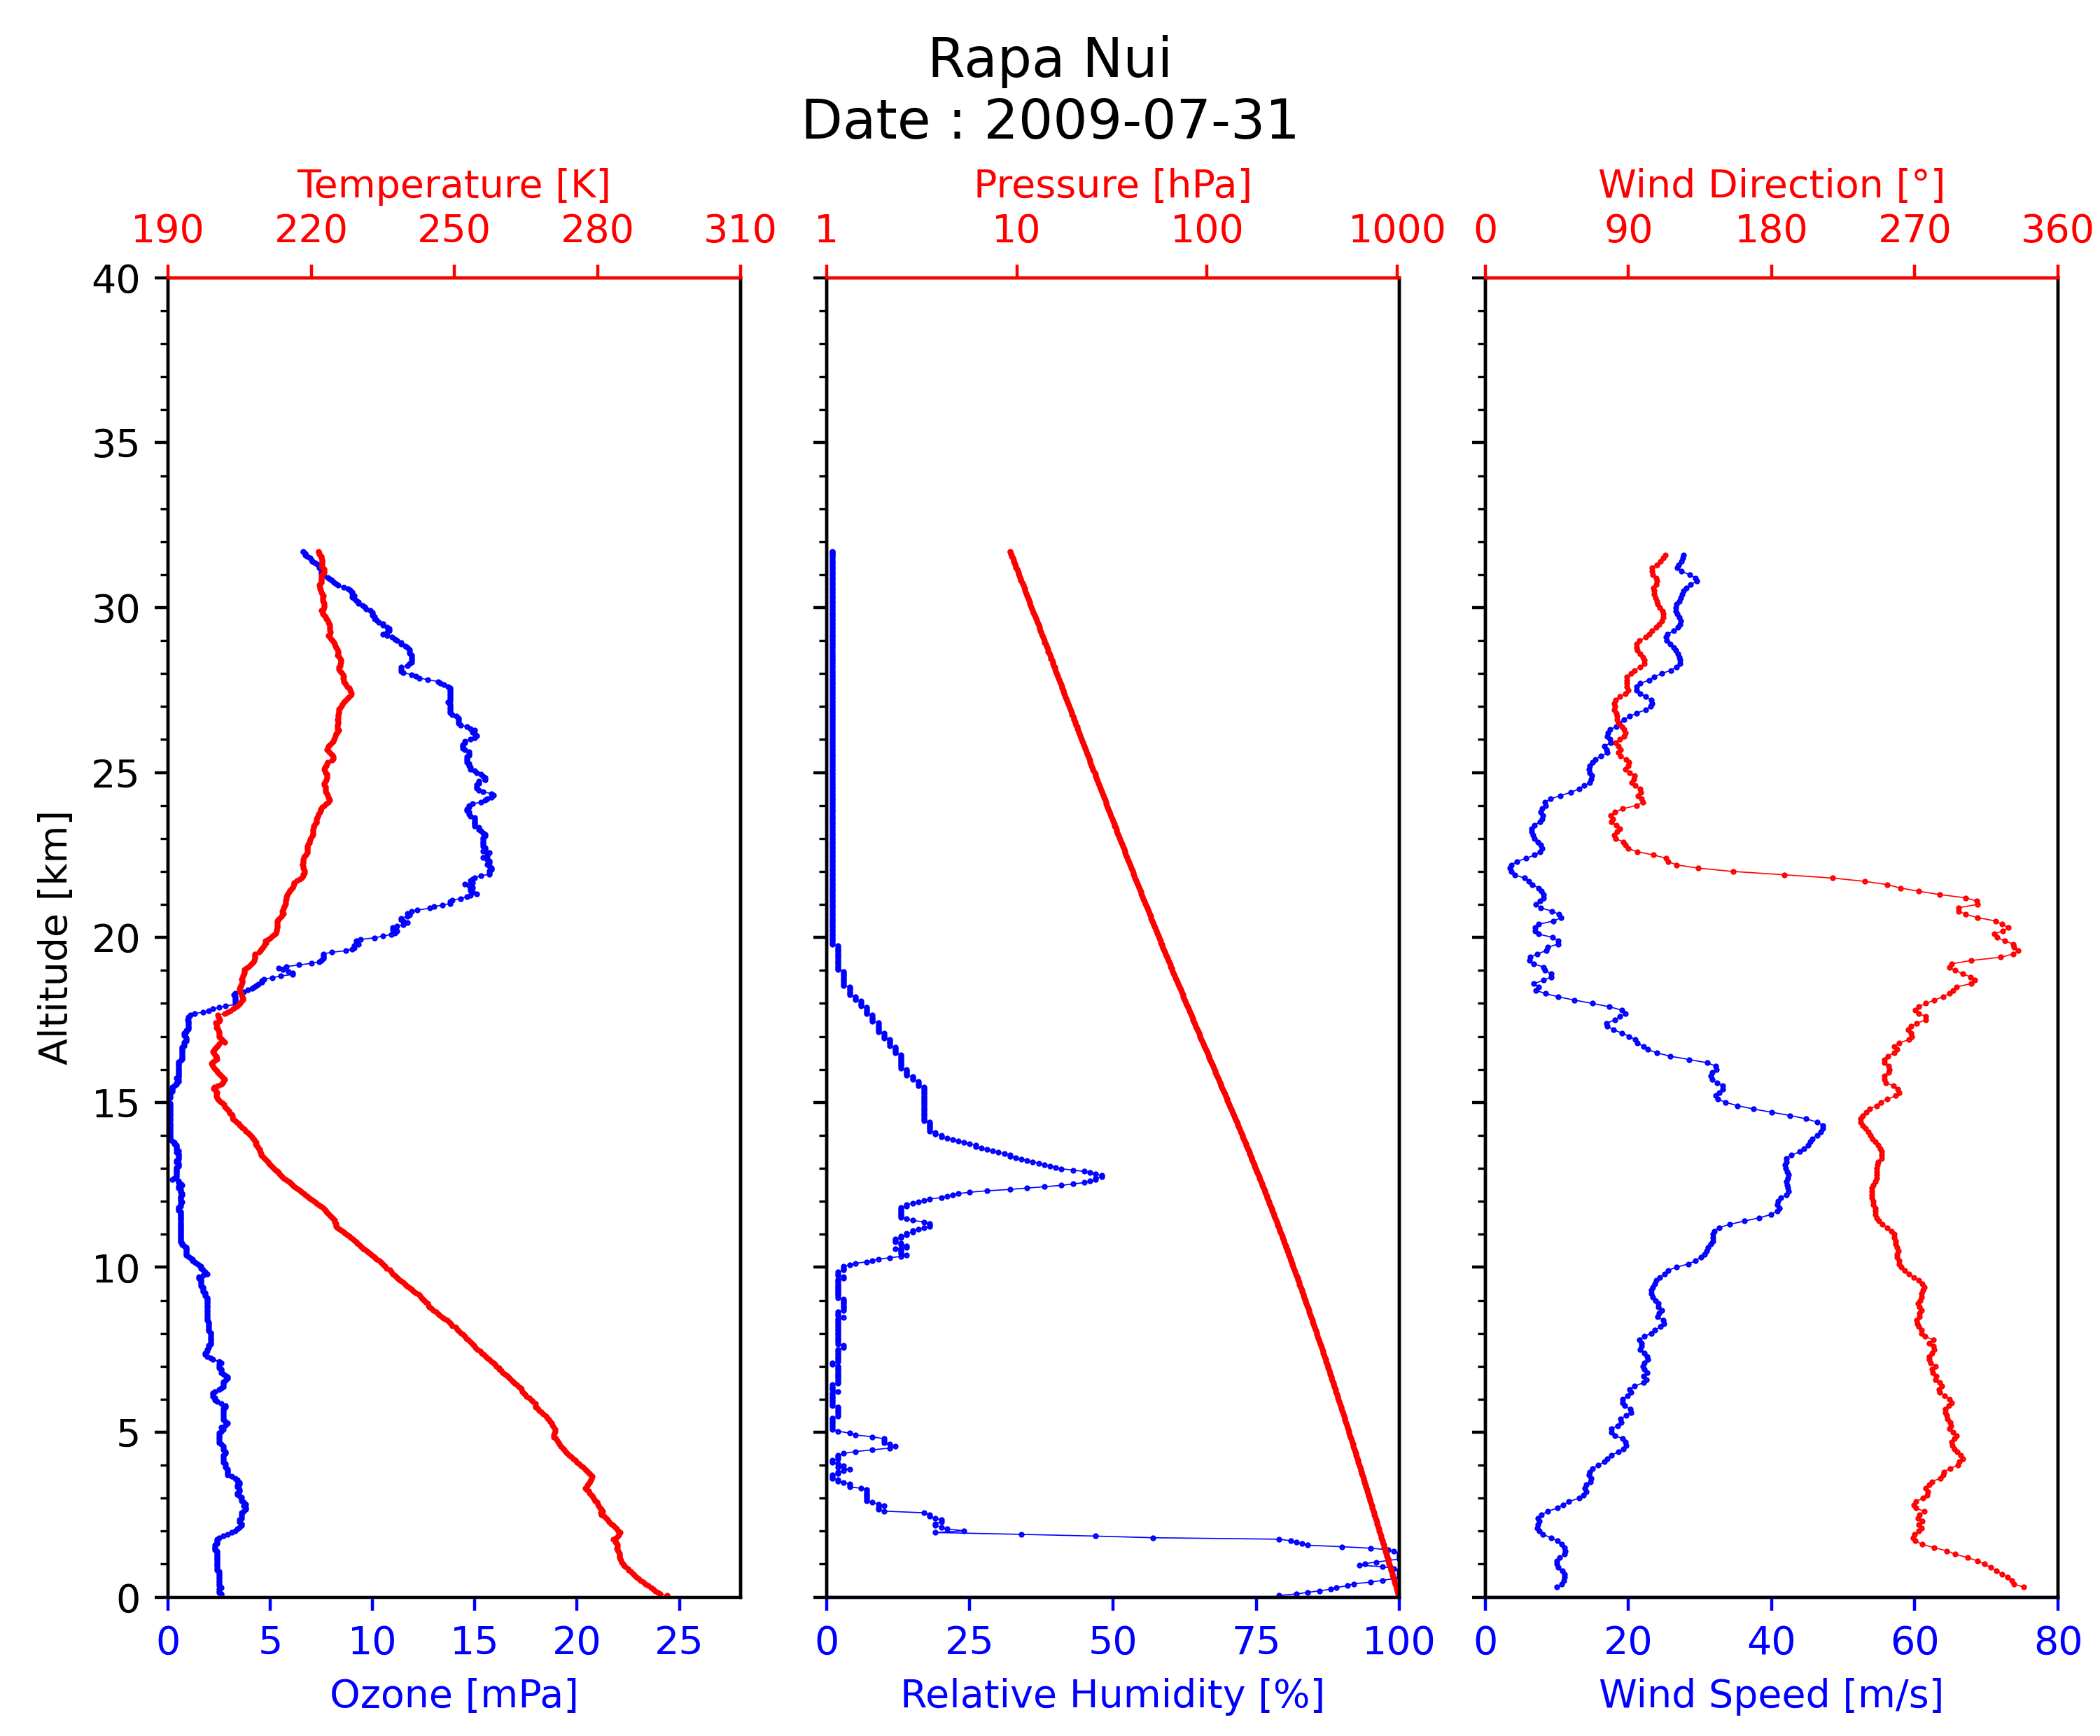 Rapa Nui
Date : 2009-07-31
Temperature [K]
190 220 250 280 310
Pressure [hPa]
1 10 100 1000
Wind Direction [°]
0 90 180 270 360
Altitude [km]
40
35
30
25
20
15
10
5
0
0 5 10 15 20 25
Ozone [mPa]
0 25 50 75 100
Relative Humidity [%]
0 20 40 60 80
Wind Speed [m/s]